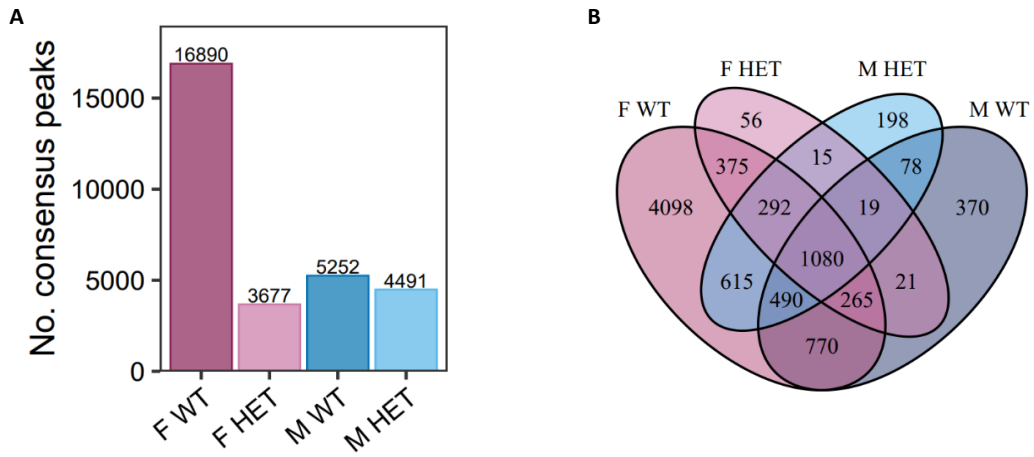 A
No. consensus peaks
15000
10000
5000
0
16890
3677
5252
4491
F WT
F HET
M WT
M HET
B
F HET
M HET
F WT
M WT
56
198
375
15
78
4098
292
19
370
1080
615
490
265
21
770